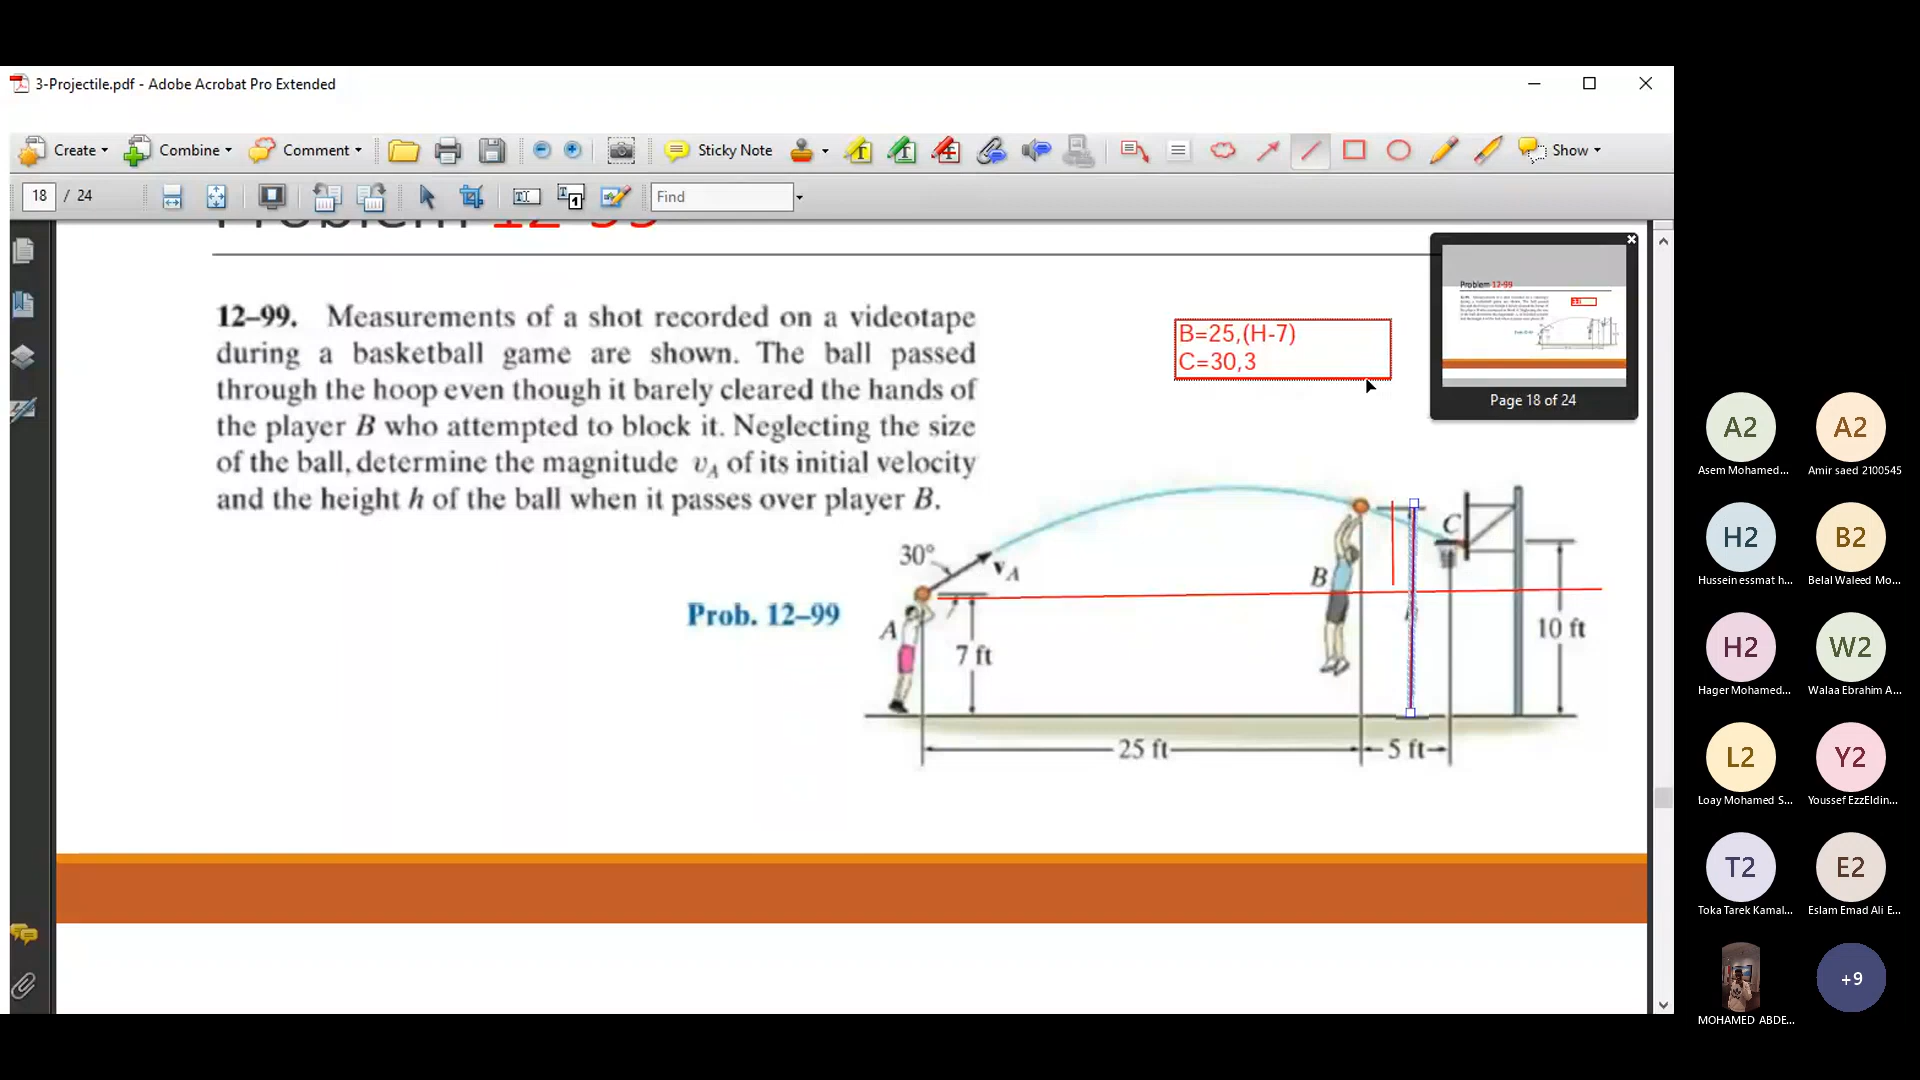 3-Projectile.pdf - Adobe Acrobat Pro Extended
Create
Combine
Comment
Sticky Note
Show
18 / 24
Find
Problem 12-99
12–99. Measurements of a shot recorded on a videotape
during a basketball game are shown. The ball passed
through the hoop even though it barely cleared the hands of
the player B who attempted to block it. Neglecting the size
of the ball, determine the magnitude vA of its initial velocity
and the height h of the ball when it passes over player B.
B=25,(H-7)
C=30,3
Problem 12-99
Page 18 of 24
30°
vA
C
B
A
Prob. 12–99
7 ft
10 ft
25 ft
5 ft
A2
Asem Mohamed...
A2
Amir saed 2100545
H2
Hussein essmat h...
B2
Belal Waleed Mo...
H2
Hager Mohamed...
W2
Walaa Ebrahim A...
L2
Loay Mohamed S...
Y2
Youssef EzzEldin...
T2
Toka Tarek Kamal...
E2
Eslam Emad Ali E...
MOHAMED ABDE...
+9